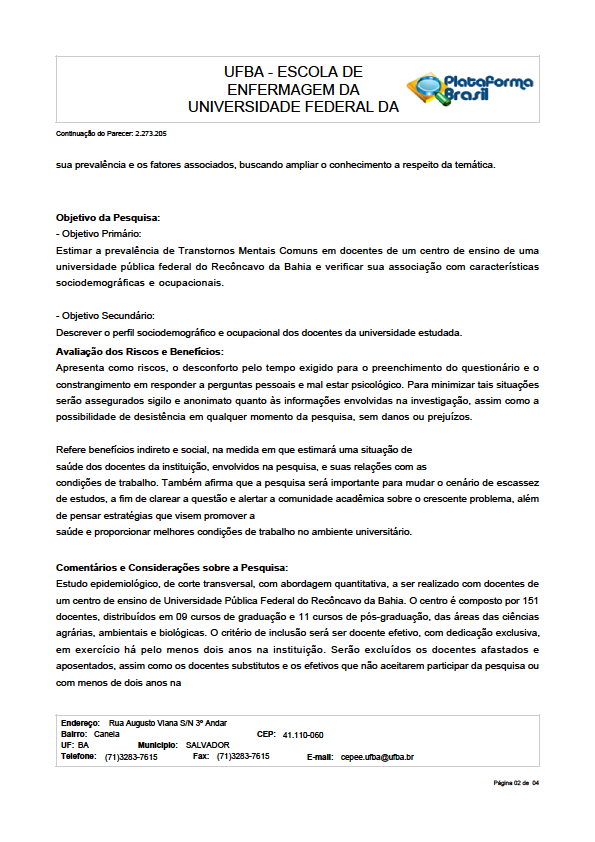 UFBA - ESCOLA DE
ENFERMAGEM DA
UNIVERSIDADE FEDERAL DA
Plataforma
Brasil
Continuação do Parecer: 2.273.205
sua prevalência e os fatores associados, buscando ampliar o conhecimento a respeito da temática.
Objetivo da Pesquisa:
- Objetivo Primário:
Estimar a prevalência de Transtornos Mentais Comuns em docentes de um centro de ensino de uma
universidade pública federal do Recôncavo da Bahia e verificar sua associação com características
sociodemográficas e ocupacionais.
- Objetivo Secundário:
Descrever o perfil sociodemográfico e ocupacional dos docentes da universidade estudada.
Avaliação dos Riscos e Benefícios:
Apresenta como riscos, o desconforto pelo tempo exigido para o preenchimento do questionário e o
constrangimento em responder a perguntas pessoais e mal estar psicológico. Para minimizar tais situações
serão assegurados sigilo e anonimato quanto às informações envolvidas na investigação, assim como a
possibilidade de desistência em qualquer momento da pesquisa, sem danos ou prejuízos.
Refere benefícios indireto e social, na medida em que estimará uma situação de
saúde dos docentes da instituição, envolvidos na pesquisa, e suas relações com as
condições de trabalho. Também afirma que a pesquisa será importante para mudar o cenário de escassez
de estudos, a fim de clarear a questão e alertar a comunidade acadêmica sobre o crescente problema, além
de pensar estratégias que visem promover a
saúde e proporcionar melhores condições de trabalho no ambiente universitário.
Comentários e Considerações sobre a Pesquisa:
Estudo epidemiológico, de corte transversal, com abordagem quantitativa, a ser realizado com docentes de
um centro de ensino de Universidade Pública Federal do Recôncavo da Bahia. O centro é composto por 151
docentes, distribuídos em 09 cursos de graduação e 11 cursos de pós-graduação, das áreas das ciências
agrárias, ambientais e biológicas. O critério de inclusão será ser docente efetivo, com dedicação exclusiva,
em exercício há pelo menos dois anos na instituição. Serão excluídos os docentes afastados e
aposentados, assim como os docentes substitutos e os efetivos que não aceitarem participar da pesquisa ou
com menos de dois anos na
Endereço: Rua Augusto Viana S/N 3º Andar
Bairro: Canela CEP: 41.110-060
UF: BA Município: SALVADOR
Telefone: (71)3283-7615 Fax: (71)3283-7615 E-mail: cepee.ufba@ufba.br
Página 02 de 04